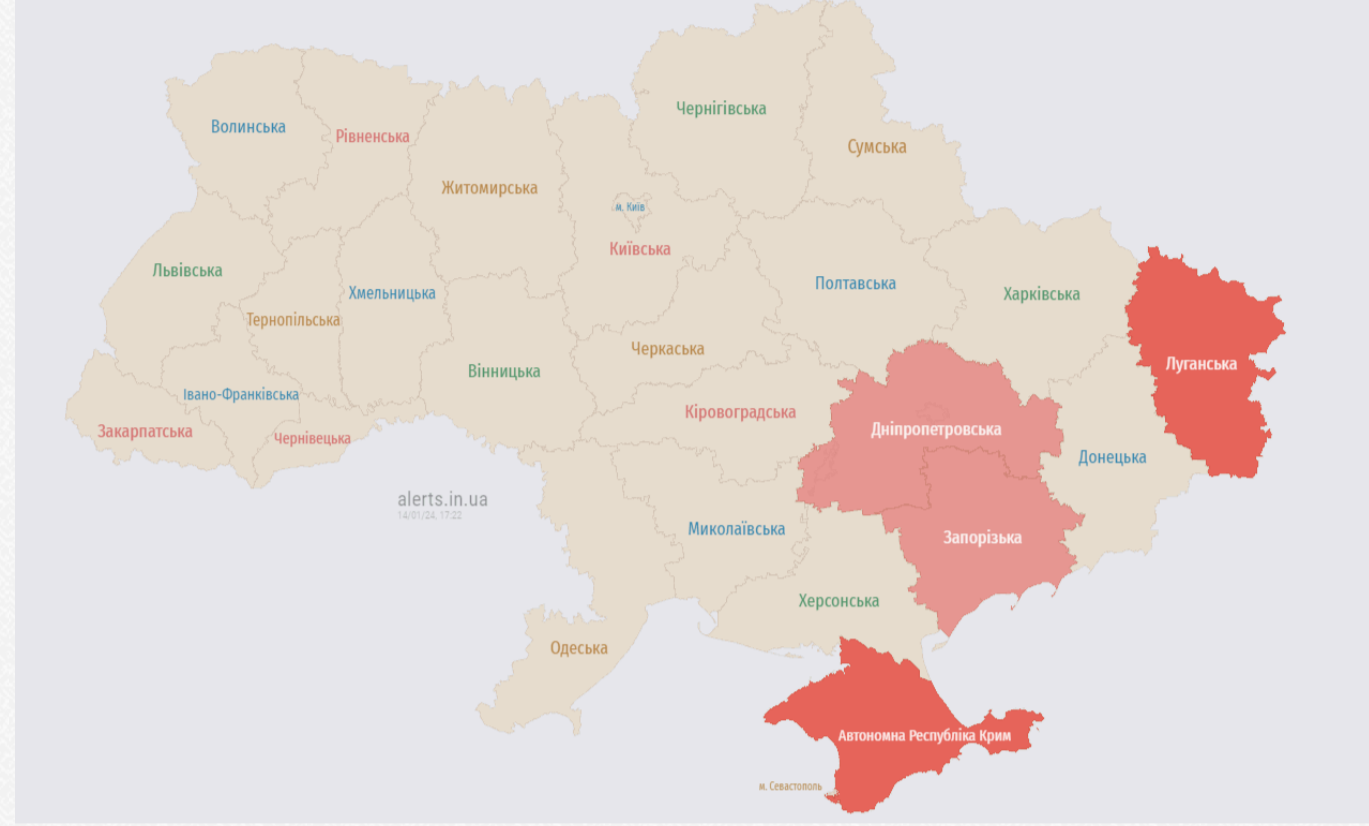 Чернігівська
Волинська
Рівненська
Сумська
Житомирська
м. Київ
Київська
Львівська
Полтавська
Хмельницька
Харківська
Тернопільська
Черкаська
Луганська
Вінницька
Івано-Франківська
Кіровоградська
Дніпропетровська
Закарпатська
Чернівецька
Донецька
alerts.in.ua
14/01/24, 17:22
Миколаївська
Запорізька
Херсонська
Одеська
Автономна Республіка Крим
м. Севастополь